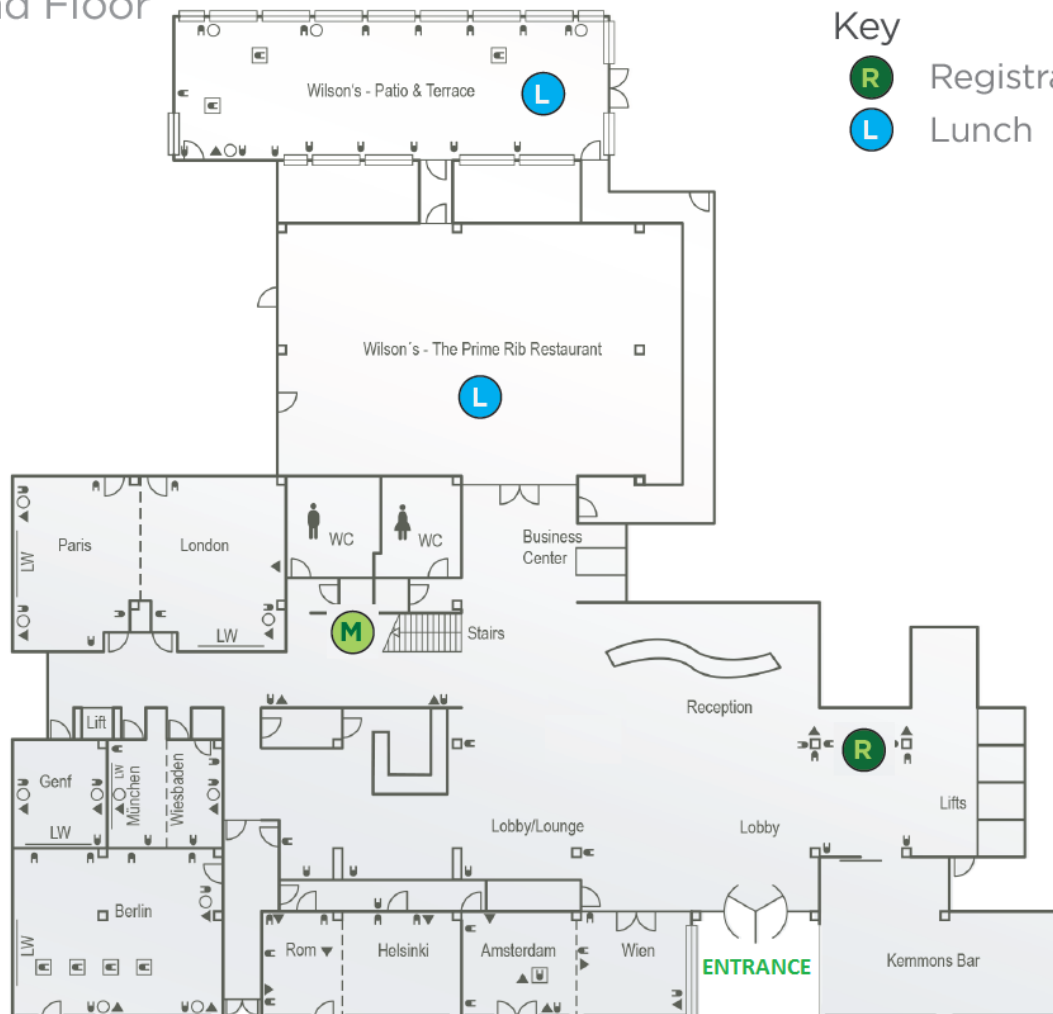 d Floor
Key
R Registra
L Lunch
Wilson's - Patio & Terrace
L
Wilson´s - The Prime Rib Restaurant
L
Paris
London
WC
WC
Business
Center
LW
LW
M
Stairs
Reception
R
Lift
Genf
LW
München
Wiesbaden
LW
Lifts
Lobby/Lounge
Lobby
Berlin
LW
Rom
Helsinki
Amsterdam
Wien
ENTRANCE
Kemmons Bar